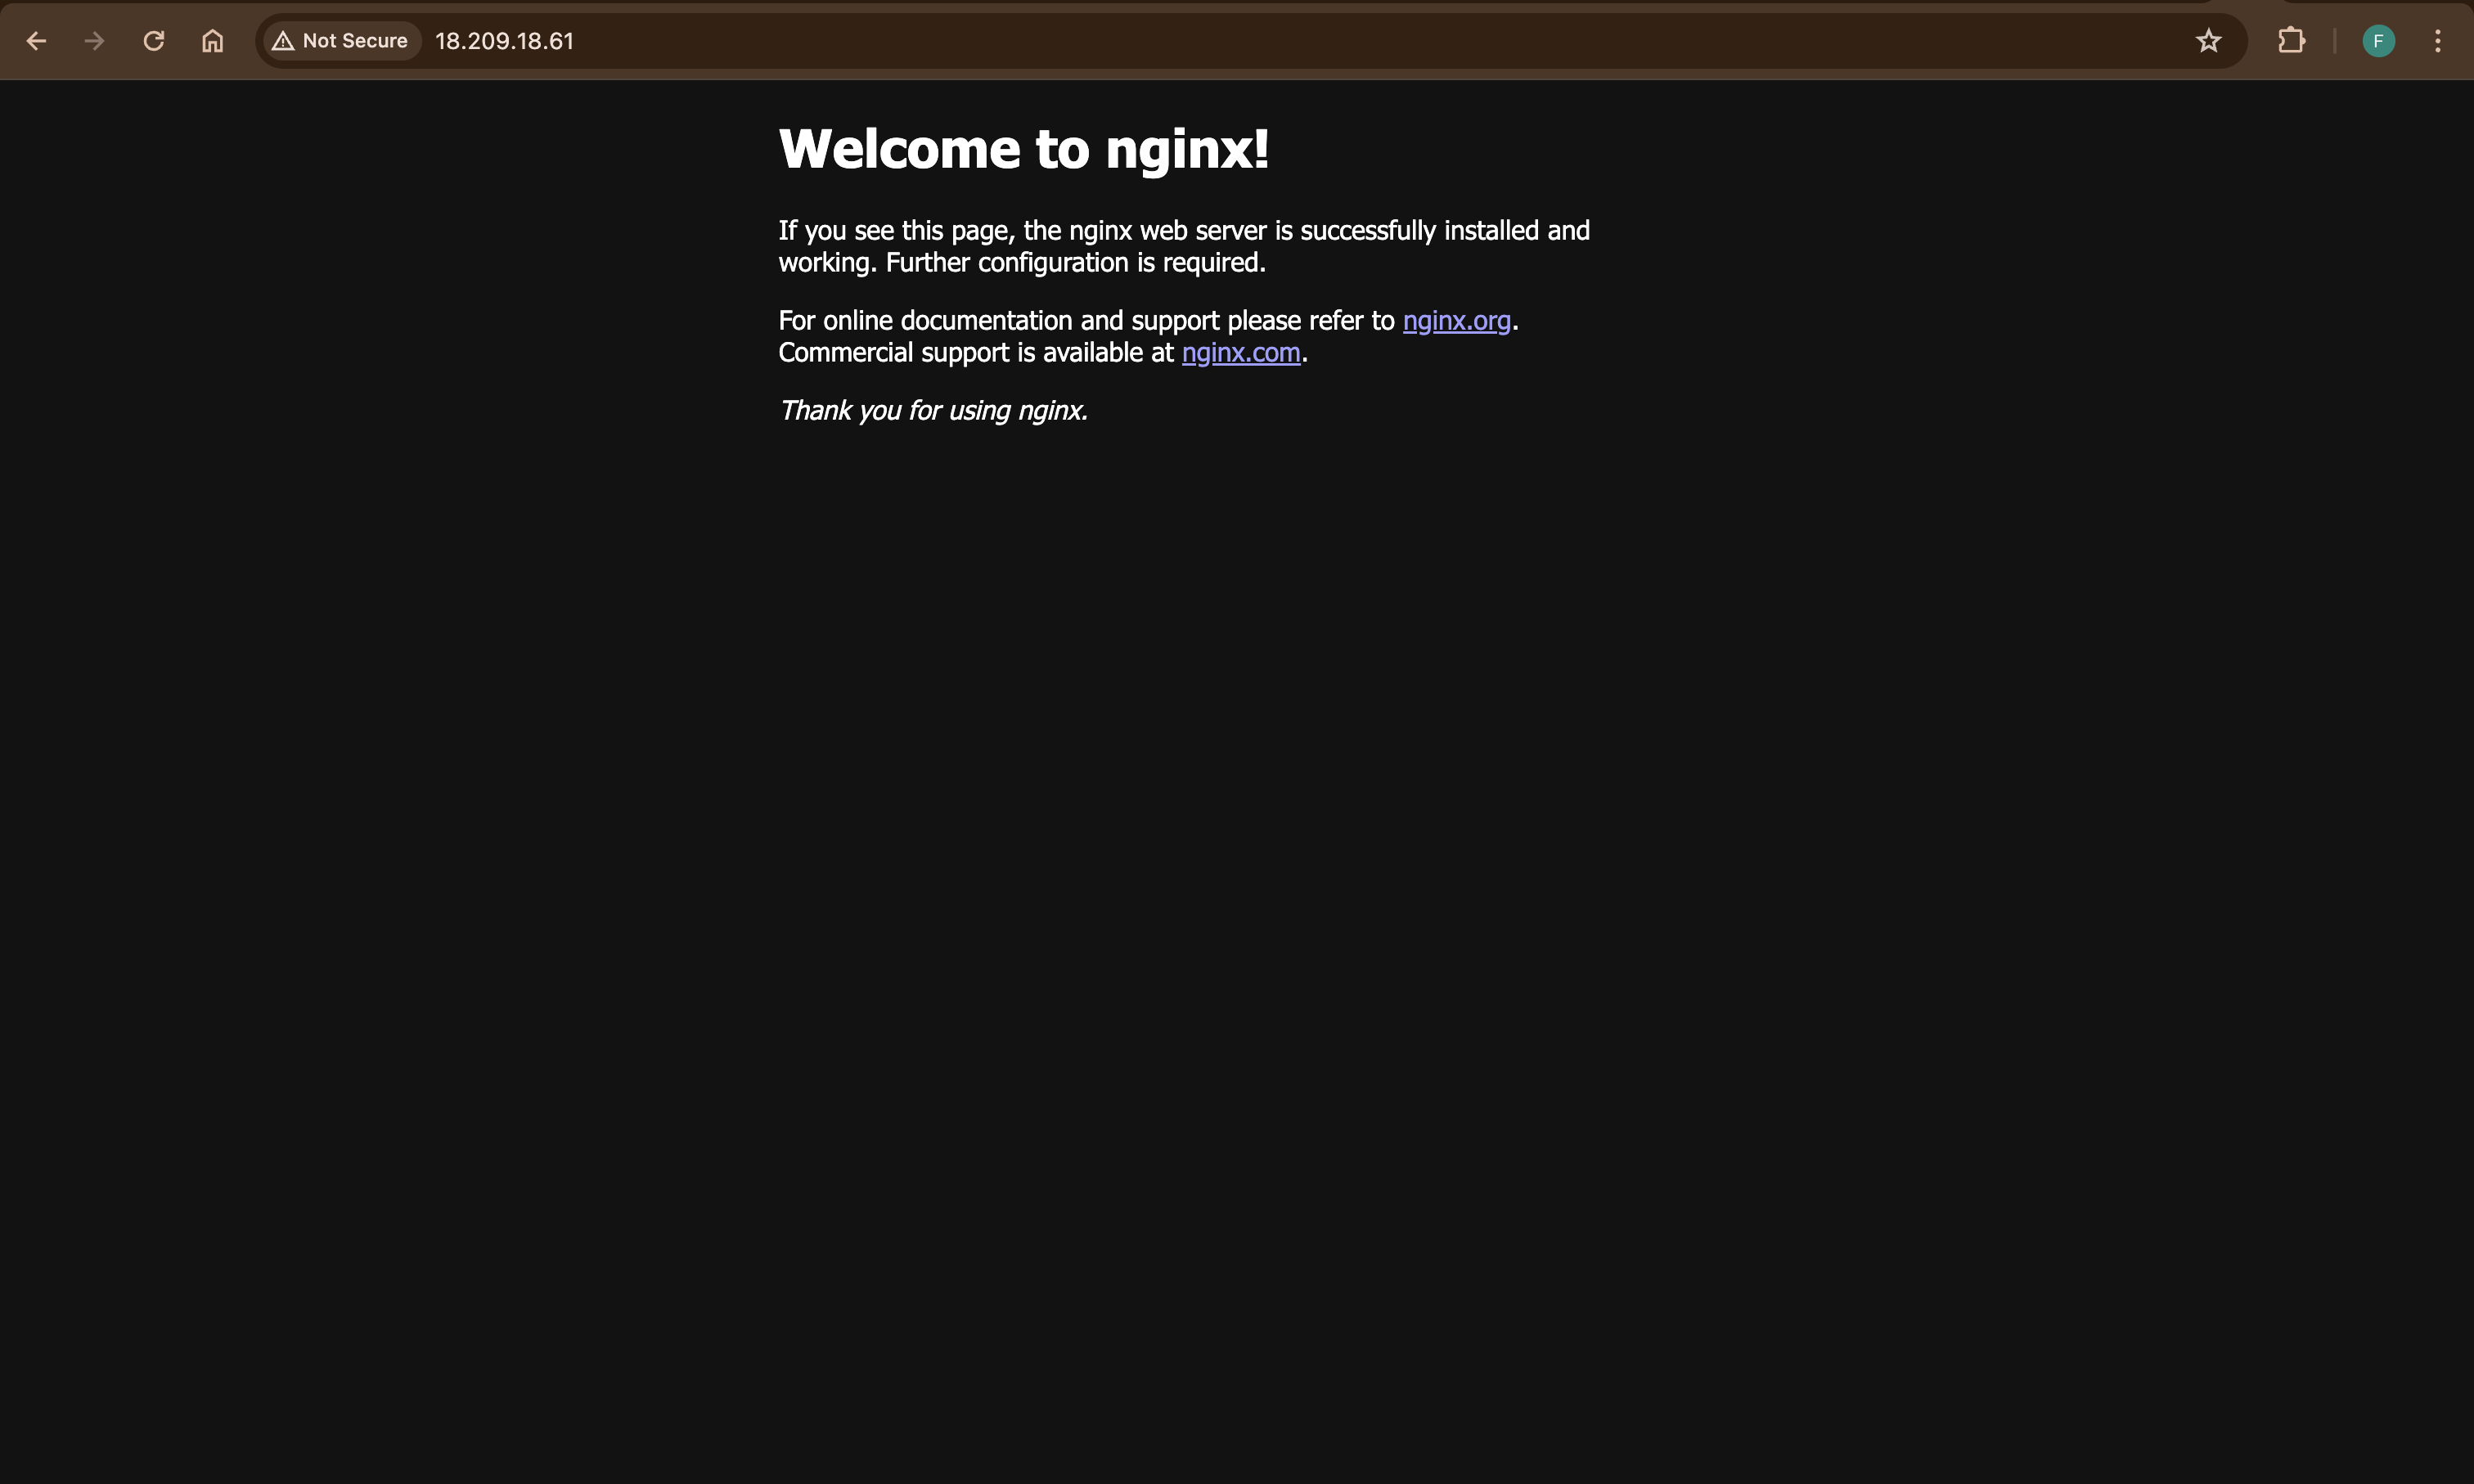 Not Secure 18.209.18.61
F
Welcome to nginx!
If you see this page, the nginx web server is successfully installed and
working. Further configuration is required.
For online documentation and support please refer to nginx.org.
Commercial support is available at nginx.com.
Thank you for using nginx.